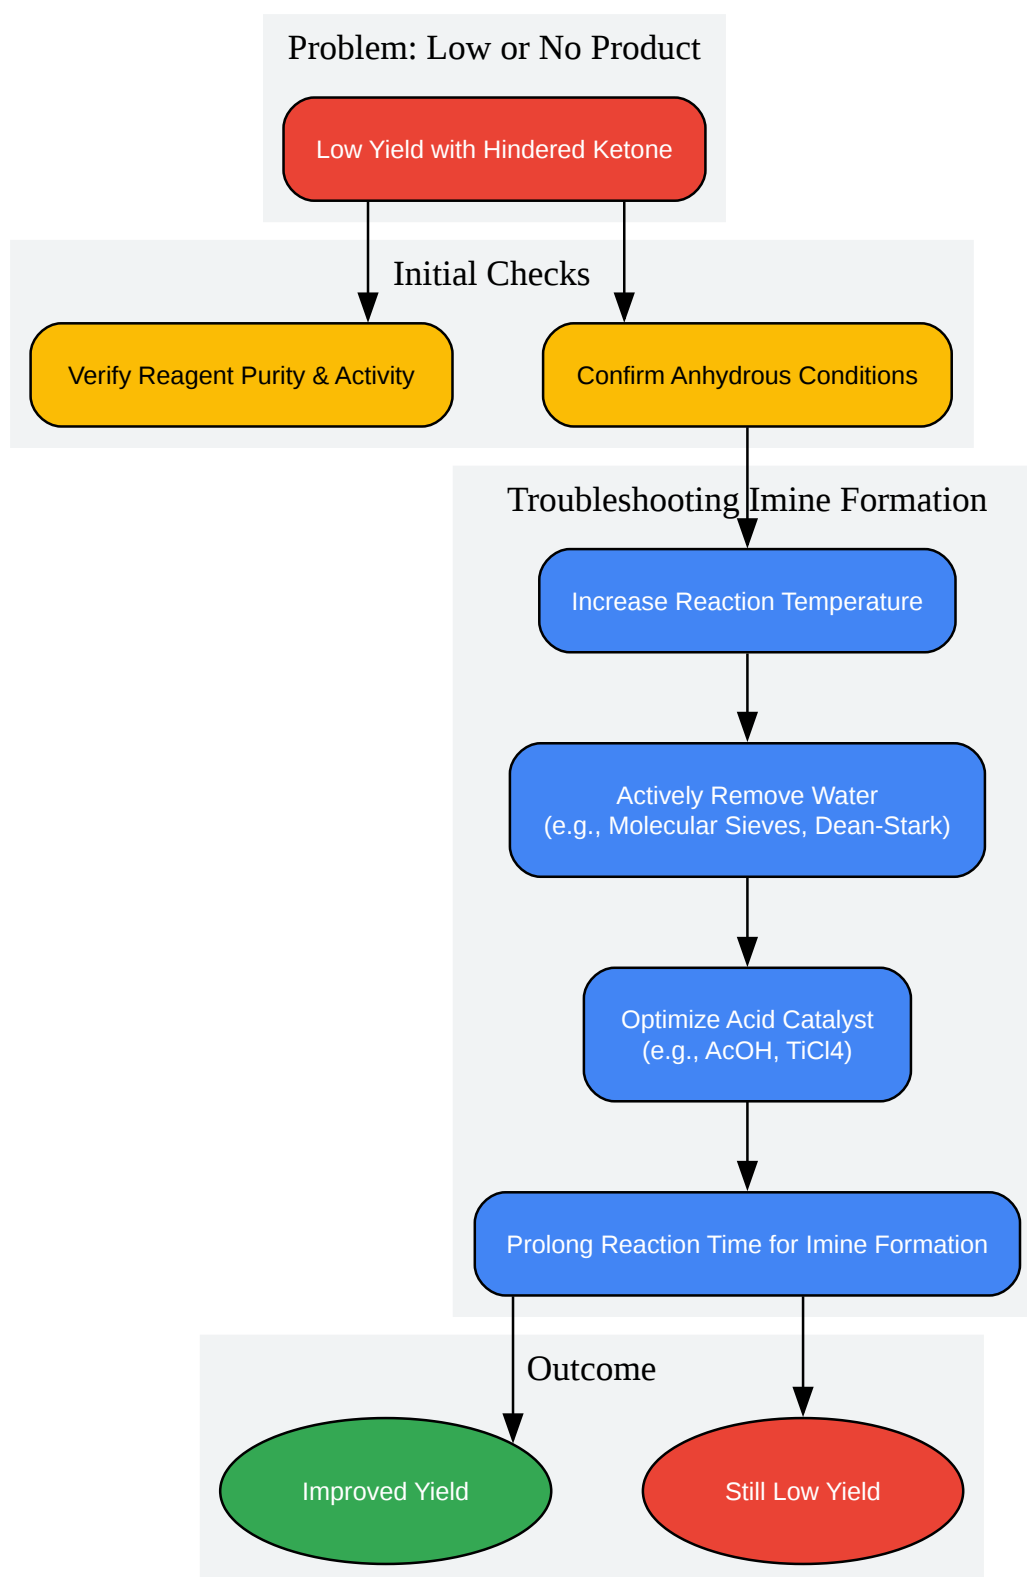 Problem: Low or No Product
Low Yield with Hindered Ketone
Initial Checks
Verify Reagent Purity & Activity
Confirm Anhydrous Conditions
Troubleshooting Imine Formation
Increase Reaction Temperature
Actively Remove Water
(e.g., Molecular Sieves, Dean-Stark)
Optimize Acid Catalyst
(e.g., AcOH, TiCl4)
Prolong Reaction Time for Imine Formation
Outcome
Improved Yield
Still Low Yield